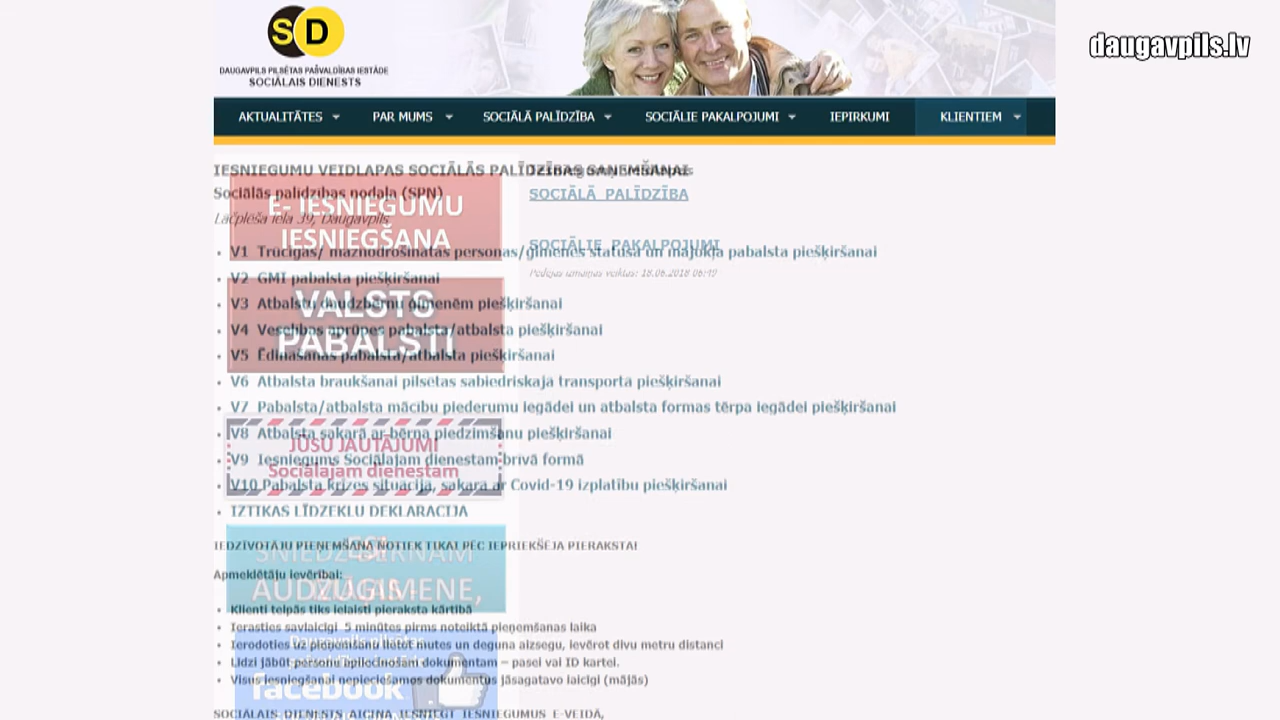 SD
DAUGAVPILS PILSĒTAS PAŠVALDĪBAS IESTĀDE
SOCIĀLAIS DIENESTS
daugavpils.lv
AKTUALITĀTES PAR MUMS SOCIĀLĀ PALĪDZĪBA SOCIĀLIE PAKALPOJUMI IEPIRKUMI KLIENTIEM
IESNIEGUMU VEIDLAPAS SOCIĀLĀS PALĪDZĪBAS SAŅEMŠANAI
Sociālās palīdzības nodaļa (SPN)
SOCIĀLĀ PALĪDZĪBA
Lāčplēša iela 39, Daugavpils
E- IESNIEGUMU
IESNIEGŠANA
SOCIĀLIE PAKALPOJUMI
V1 Trūcīgas/ maznodrošinātas personas/ģimenes statusa un mājokļa pabalsta piešķiršanai
Pēdējās izmaiņas veiktas: 18.06.2018 06:49
V2 GMI pabalsta piešķiršanai
V3 Atbalstu daudzbērnu ģimenēm piešķiršanai
VALSTS
PABALSTI
V4 Veselības aprūpes pabalsta/atbalsta piešķiršanai
V5 Ēdināšanas pabalsta/atbalsta piešķiršanai
V6 Atbalsta braukšanai pilsētas sabiedriskajā transportā piešķiršanai
V7 Pabalsta/atbalsta mācību piederumu iegādei un atbalsta formas tērpa iegādei piešķiršanai
V8 Atbalsta sakarā ar bērna piedzimšanu piešķiršanai
JŪSU JAUTĀJUMI
Sociālajam dienestam
V9 Iesniegums Sociālajam dienestam brīvā formā
V10 Pabalsta krīzes situācijā, sakarā ar Covid-19 izplatību piešķiršanai
IZTIKAS LĪDZEKĻU DEKLARĀCIJA
IEDZĪVOTĀJU PIEŅEMŠANA NOTIEK TIKAI PĒC IEPRIEKŠĒJA PIERAKSTA!
SNIEDZ BĒRNAM
Apmeklētāju ievērībai:
Klienti telpās tiks ielaisti pieraksta kārtībā
Ierasties savlaicīgi 5 minūtes pirms noteiktā pieņemšanas laika
Ierodoties uz pieņemšanu lietot mutes un deguna aizsegu, ievērot divu metru distanci
Līdzi jābūt personu apliecinošam dokumentam – pasei vai ID kartei.
Visus iesniegšanai nepieciešamos dokumentus jāsagatavo laicīgi (mājās)
facebook
SOCIĀLAIS DIENESTS AICINA IESNIEGT IESNIEGUMUS E-VEIDĀ,